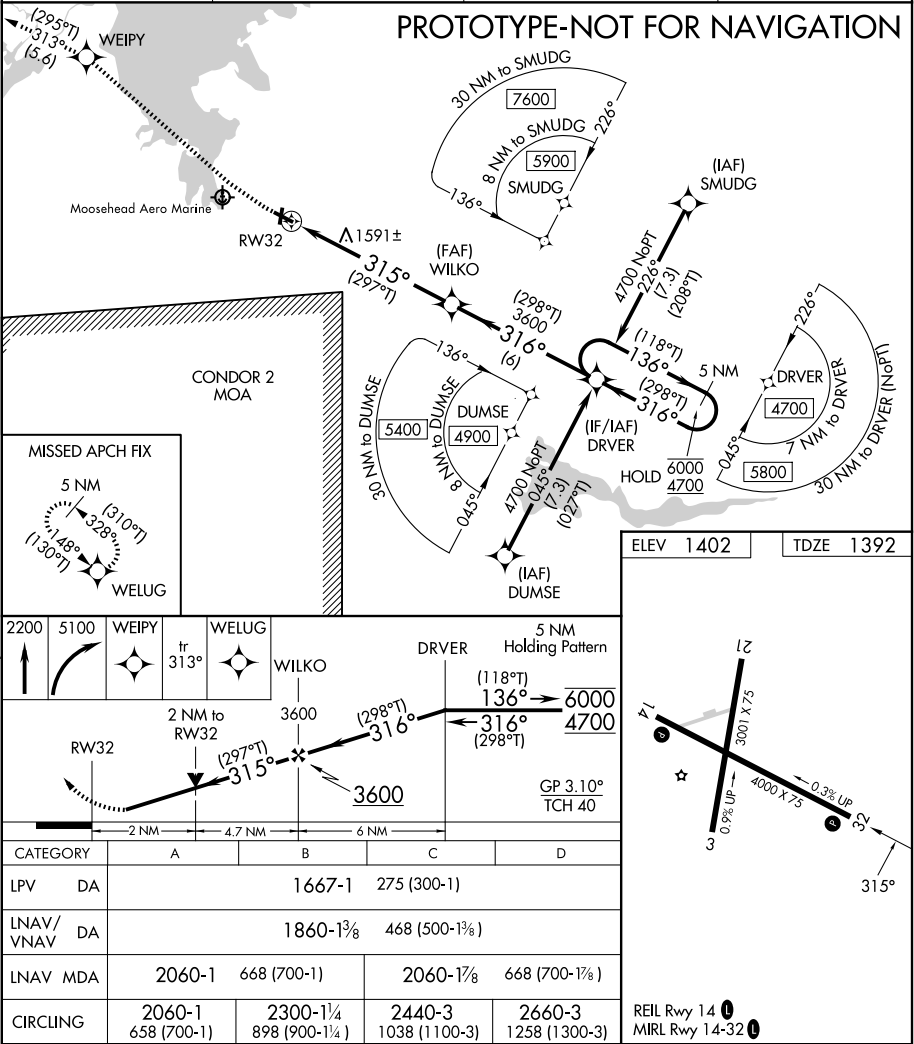 PROTOTYPE-NOT FOR NAVIGATION
(295°T)
313°
(5.6)
WEIPY
30 NM to SMUDG
7600
8 NM to SMUDG
5900
SMUDG
226°
136°
(IAF)
SMUDG
Moosehead Aero Marine
RW32
1591±
315°
(297°T)
(FAF)
WILKO
4700 NoPT
226°
(7.3)
(208°T)
(298°T)
3600
316°
(6)
(118°T)
136°
5 NM
(298°T)
316°
(IF/IAF)
DRVER
HOLD
6000
4700
226°
DRVER
4700
7 NM to DRVER
5800
30 NM to DRVER (NoPT)
045°
CONDOR 2
MOA
136°
30 NM to DUMSE
5400
8 NM to DUMSE
DUMSE
4900
045°
4700 NoPT
045°
(7.3)
(027°T)
(IAF)
DUMSE
MISSED APCH FIX
5 NM
(310°T)
328°
148°
(130°T)
WELUG
ELEV 1402
TDZE 1392
2200
5100
WEIPY
tr
313°
WELUG
WILKO
DRVER
5 NM
Holding Pattern
(118°T)
136°
6000
316°
4700
(298°T)
3600
2 NM to
RW32
RW32
(298°T)
316°
(297°T)
315°
3600
GP 3.10°
TCH 40
2 NM
4.7 NM
6 NM
CATEGORY A B C D
LPV DA 1667-1 275 (300-1)
LNAV/
VNAV DA 1860-1⅜ 468 (500-1⅜)
LNAV MDA 2060-1 668 (700-1) 2060-1⅞ 668 (700-1⅞)
CIRCLING 2060-1 2300-1¼ 2440-3 2660-3
658 (700-1) 898 (900-1¼) 1038 (1100-3) 1258 (1300-3)
21
14
P
3001 X 75
0.3% UP
4000 X 75
0.9% UP
P
32
3
315°
REIL Rwy 14 L
MIRL Rwy 14-32 L